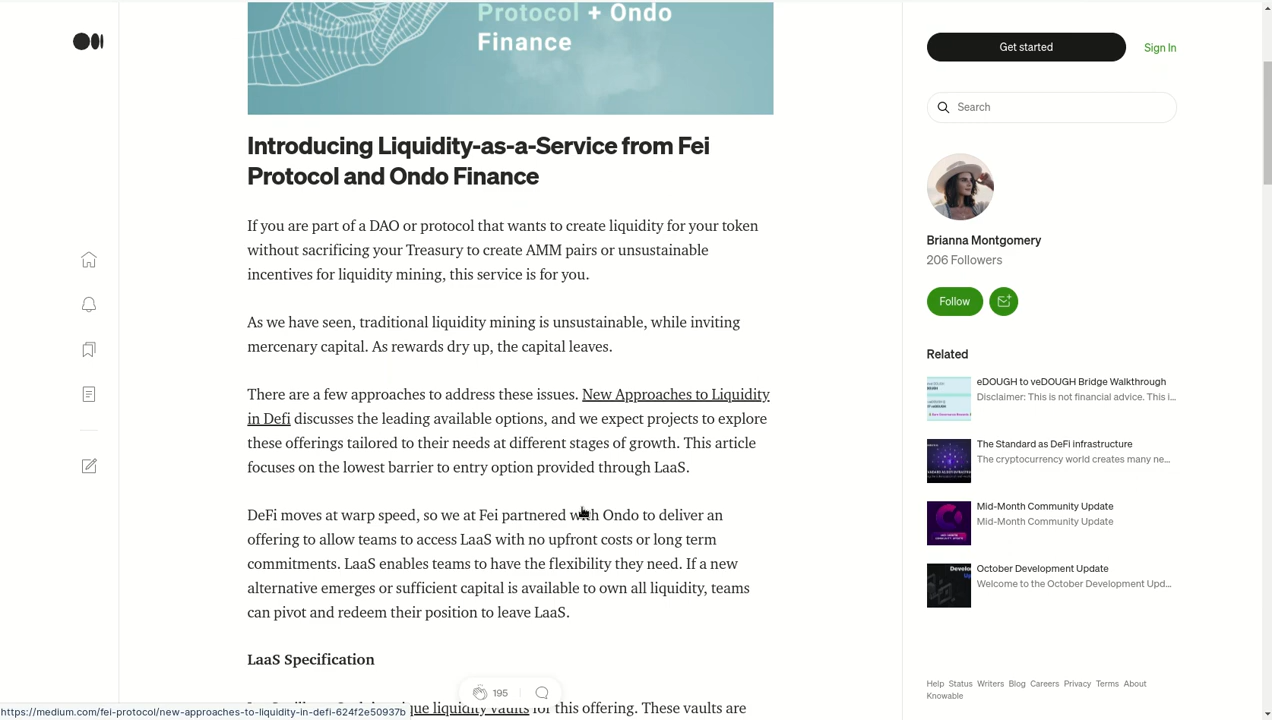 Protocol + Ondo
Finance
Introducing Liquidity-as-a-Service from Fei
Protocol and Ondo Finance
If you are part of a DAO or protocol that wants to create liquidity for your token
without sacrificing your Treasury to create AMM pairs or unsustainable
incentives for liquidity mining, this service is for you.
As we have seen, traditional liquidity mining is unsustainable, while inviting
mercenary capital. As rewards dry up, the capital leaves.
There are a few approaches to address these issues. New Approaches to Liquidity
in Defi discusses the leading available options, and we expect projects to explore
these offerings tailored to their needs at different stages of growth. This article
focuses on the lowest barrier to entry option provided through LaaS.
DeFi moves at warp speed, so we at Fei partnered with Ondo to deliver an
offering to allow teams to access LaaS with no upfront costs or long term
commitments. LaaS enables teams to have the flexibility they need. If a new
alternative emerges or sufficient capital is available to own all liquidity, teams
can pivot and redeem their position to leave LaaS.
LaaS Specification
195
que liquidity vaults for this offering. These vaults are
https://medium.com/fei-protocol/new-approaches-to-liquidity-in-defi-624f2e50937b
Get started
Sign In
Search
Brianna Montgomery
206 Followers
Follow
Related
eDOUGH to veDOUGH Bridge Walkthrough
Disclaimer: This is not financial advice. This i...
The Standard as DeFi infrastructure
The cryptocurrency world creates many ne...
Mid-Month Community Update
Mid-Month Community Update
October Development Update
Welcome to the October Development Upd...
Help Status Writers Blog Careers Privacy Terms About
Knowable